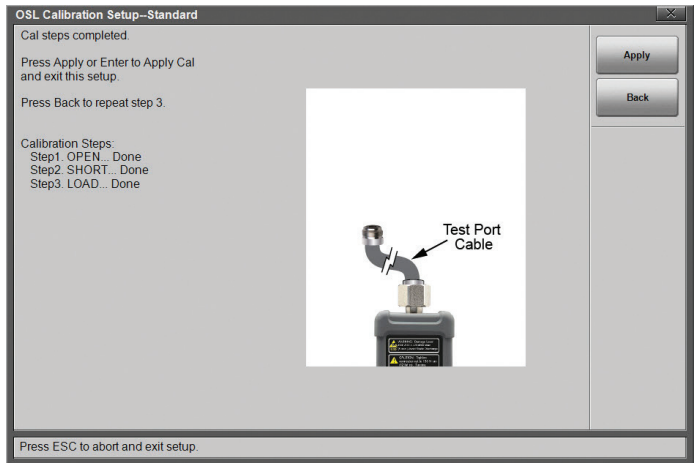 OSL Calibration Setup--Standard
Cal steps completed.
Press Apply or Enter to Apply Cal
and exit this setup.
Press Back to repeat step 3.
Calibration Steps:
Step1. OPEN... Done
Step2. SHORT... Done
Step3. LOAD... Done
Apply
Back
Test Port
Cable
Press ESC to abort and exit setup.